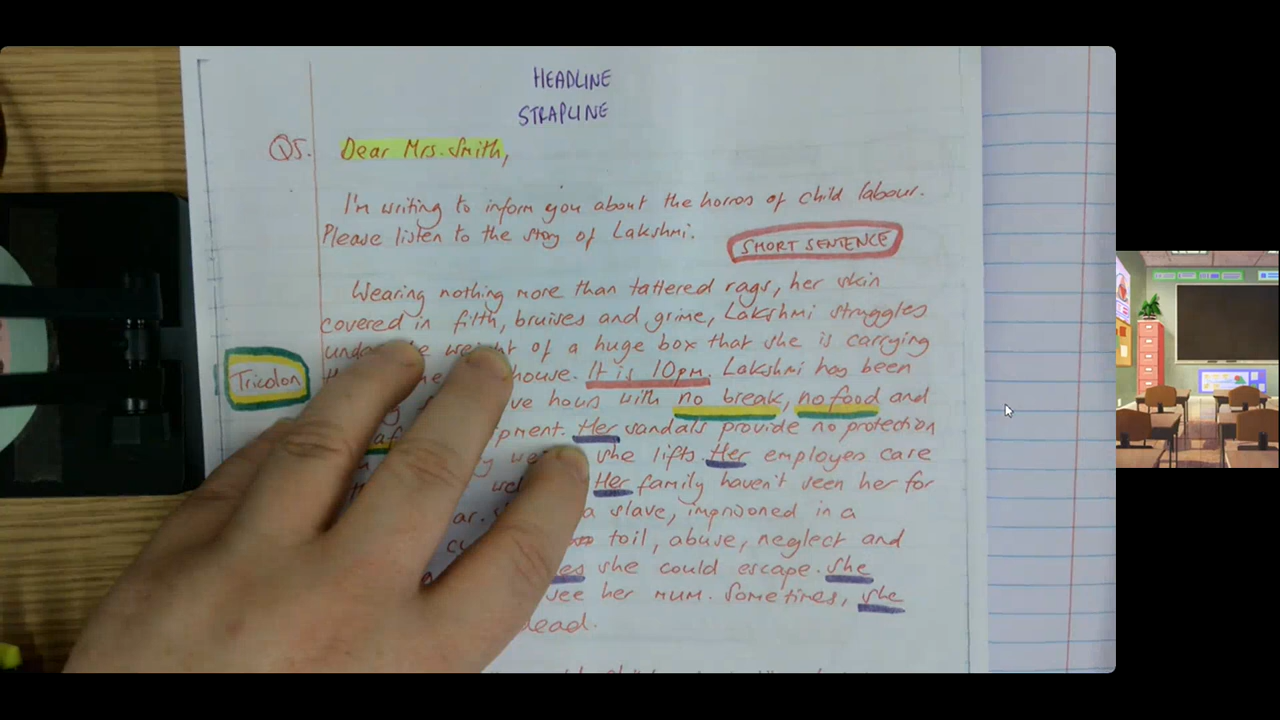 HEADLINE
STRAPLINE
Q5. Dear Mrs. Smith,
I'm writing to inform you about the horros of child labour.
Please listen to the story of Lakshmi.
SHORT SENTENCE
Wearing nothing more than tattered rags, her skin
covered in filth, bruises and grime, Lakshmi struggles
weight of a huge box that she is carrying
house. It is 10pm. Lakshmi has been
Tricolon
hours with no break, no food and
Her sandals provide no protection
she lifts. Her employes care
Her family haven't seen her for
a slave, imprisoned in a
toil, abuse, neglect and
she could escape. she
see her mum. Sometimes, she
dead.